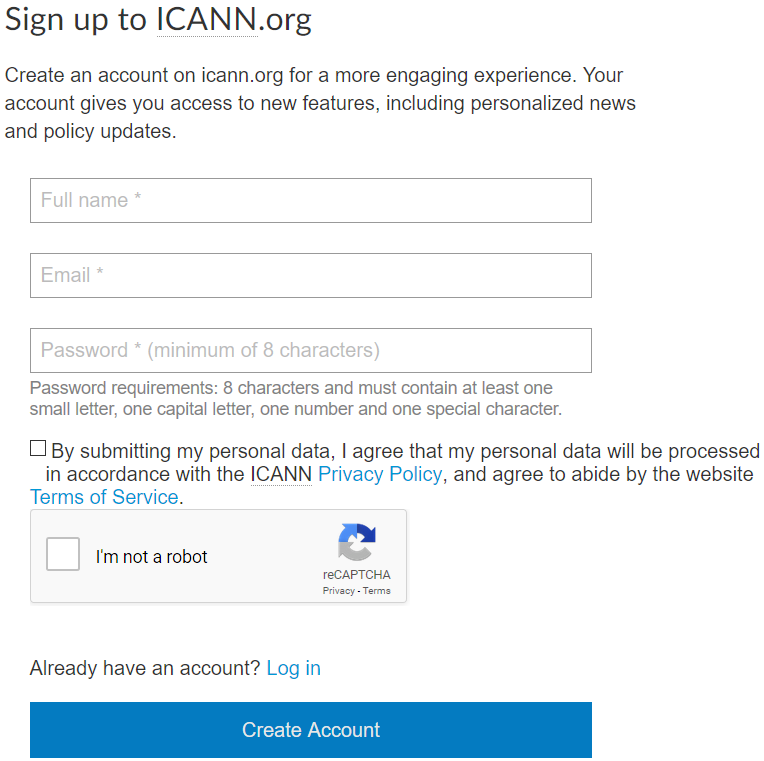 Sign up to ICANN.org
Create an account on icann.org for a more engaging experience. Your
account gives you access to new features, including personalized news
and policy updates.
Full name *
Email *
Password * (minimum of 8 characters)
Password requirements: 8 characters and must contain at least one
small letter, one capital letter, one number and one special character.
By submitting my personal data, I agree that my personal data will be processed
in accordance with the ICANN Privacy Policy, and agree to abide by the website
Terms of Service.
I'm not a robot
reCAPTCHA
Privacy - Terms
Already have an account? Log in
Create Account